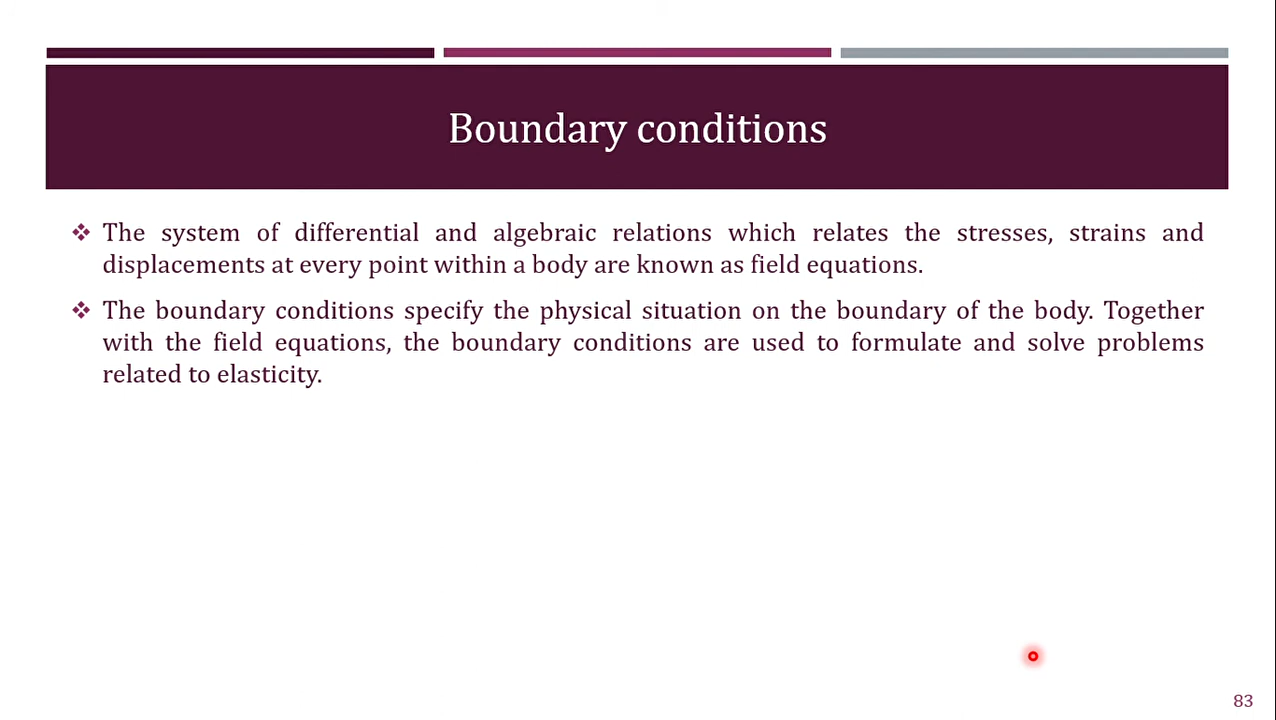 Boundary conditions
❖ The system of differential and algebraic relations which relates the stresses, strains and
displacements at every point within a body are known as field equations.
❖ The boundary conditions specify the physical situation on the boundary of the body. Together
with the field equations, the boundary conditions are used to formulate and solve problems
related to elasticity.
83